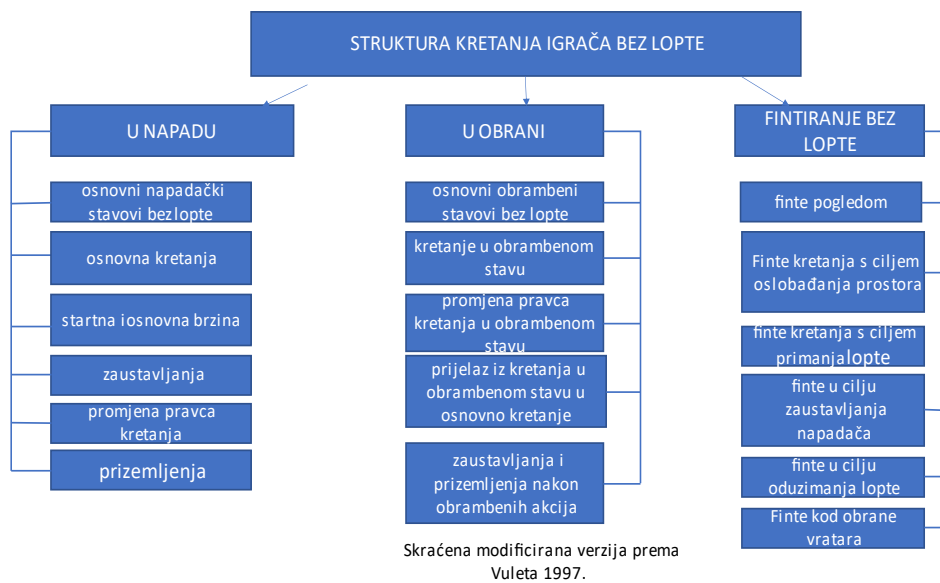 STRUKTURA KRETANJA IGRAČA BEZ LOPTE
U NAPADU
osnovni napadački
stavovi bez lopte
osnovna kretanja
startna iosnovna brzina
zaustavljanja
promjena pravca
kretanja
prizemljenja
U OBRANI
osnovni obrambeni
stavovi bez lopte
kretanje u obrambenom
stavu
promjena pravca
kretanja u obrambenom
stavu
prijelaz iz kretanja u
obrambenom stavu u
osnovno kretanje
zaustavljanja i
prizemljenja nakon
obrambenih akcija
FINTIRANJE BEZ
LOPTE
finte pogledom
Finte kretanja s ciljem
oslobađanja prostora
finte kretanja s ciljem
primanja lopte
finte u cilju
zaustavljanja
napadača
finte u cilju
oduzimanja lopte
Finte kod obrane
vratara
Skraćena modificirana verzija prema
Vuleta 1997.